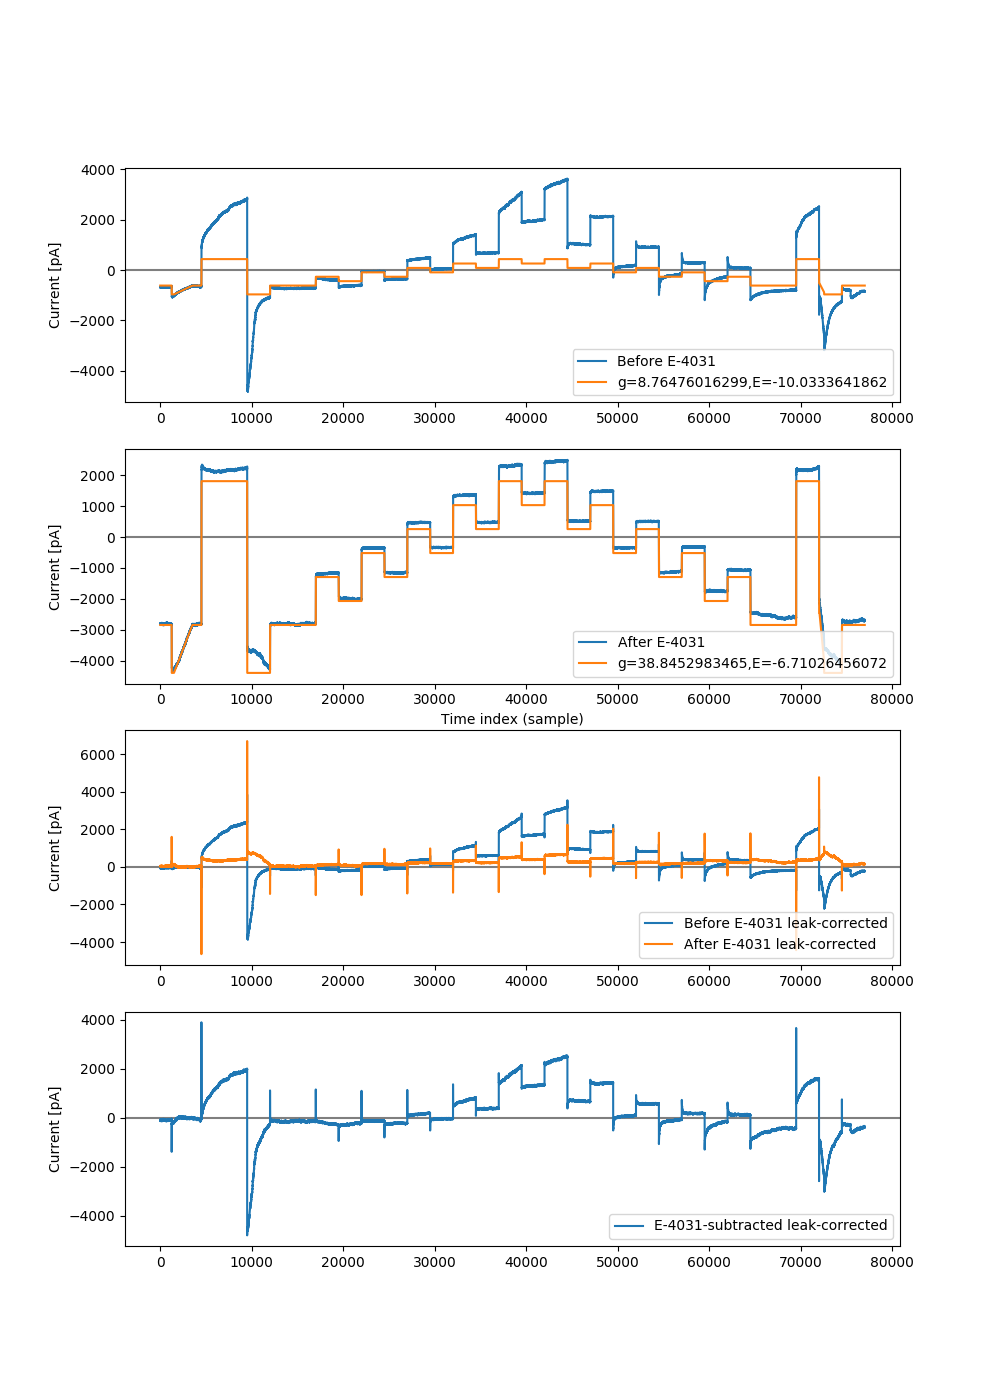 4000
2000
0
−2000
−4000
Current [pA]
Before E-4031
g=8.76476016299,E=-10.0333641862
0 10000 20000 30000 40000 50000 60000 70000 80000
2000
1000
0
−1000
−2000
−3000
−4000
Current [pA]
After E-4031
g=38.8452983465,E=-6.71026456072
0 10000 20000 30000 40000 50000 60000 70000 80000
Time index (sample)
6000
4000
2000
0
−2000
−4000
Current [pA]
Before E-4031 leak-corrected
After E-4031 leak-corrected
0 10000 20000 30000 40000 50000 60000 70000 80000
4000
2000
0
−2000
−4000
Current [pA]
E-4031-subtracted leak-corrected
0 10000 20000 30000 40000 50000 60000 70000 80000